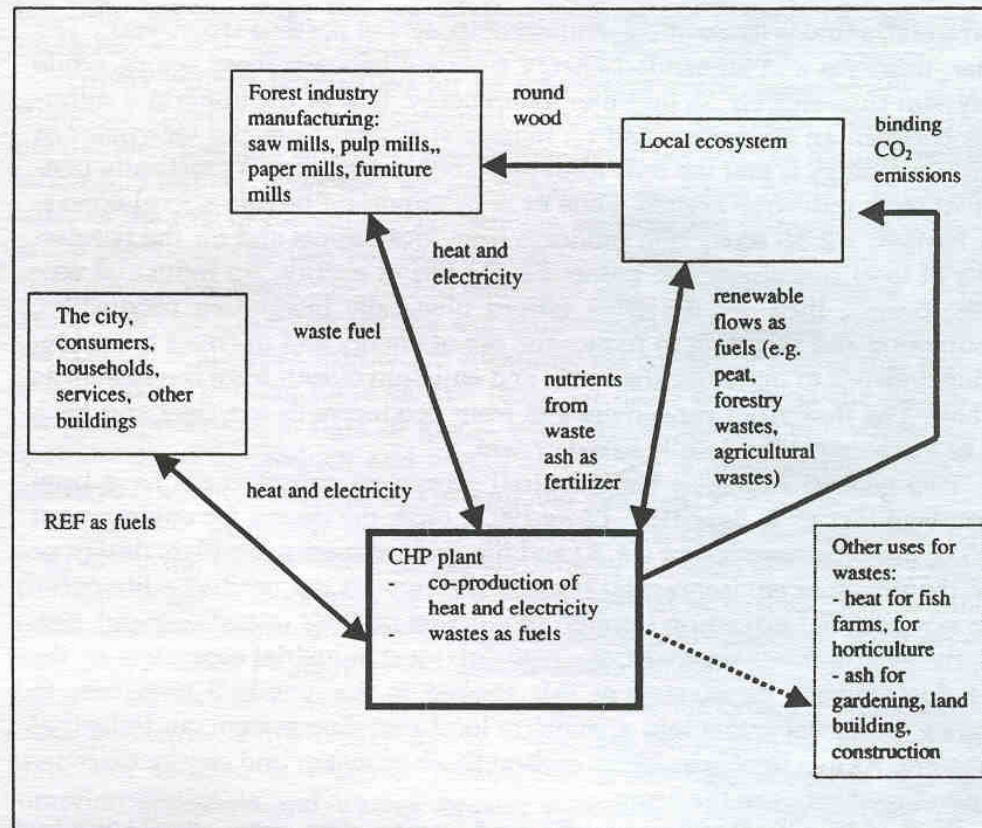 Forest industry
manufacturing:
saw mills, pulp mills,,
paper mills, furniture
mills
round
wood
Local ecosystem
binding
CO₂
emissions
heat and
electricity
waste fuel
The city,
consumers,
households,
services, other
buildings
renewable
flows as
fuels (e.g.
peat,
forestry
wastes,
agricultural
wastes)
nutrients
from
waste
ash as
fertilizer
heat and electricity
REF as fuels
CHP plant
- co-production of
heat and electricity
- wastes as fuels
Other uses for
wastes:
- heat for fish
farms, for
horticulture
- ash for
gardening, land
building,
construction